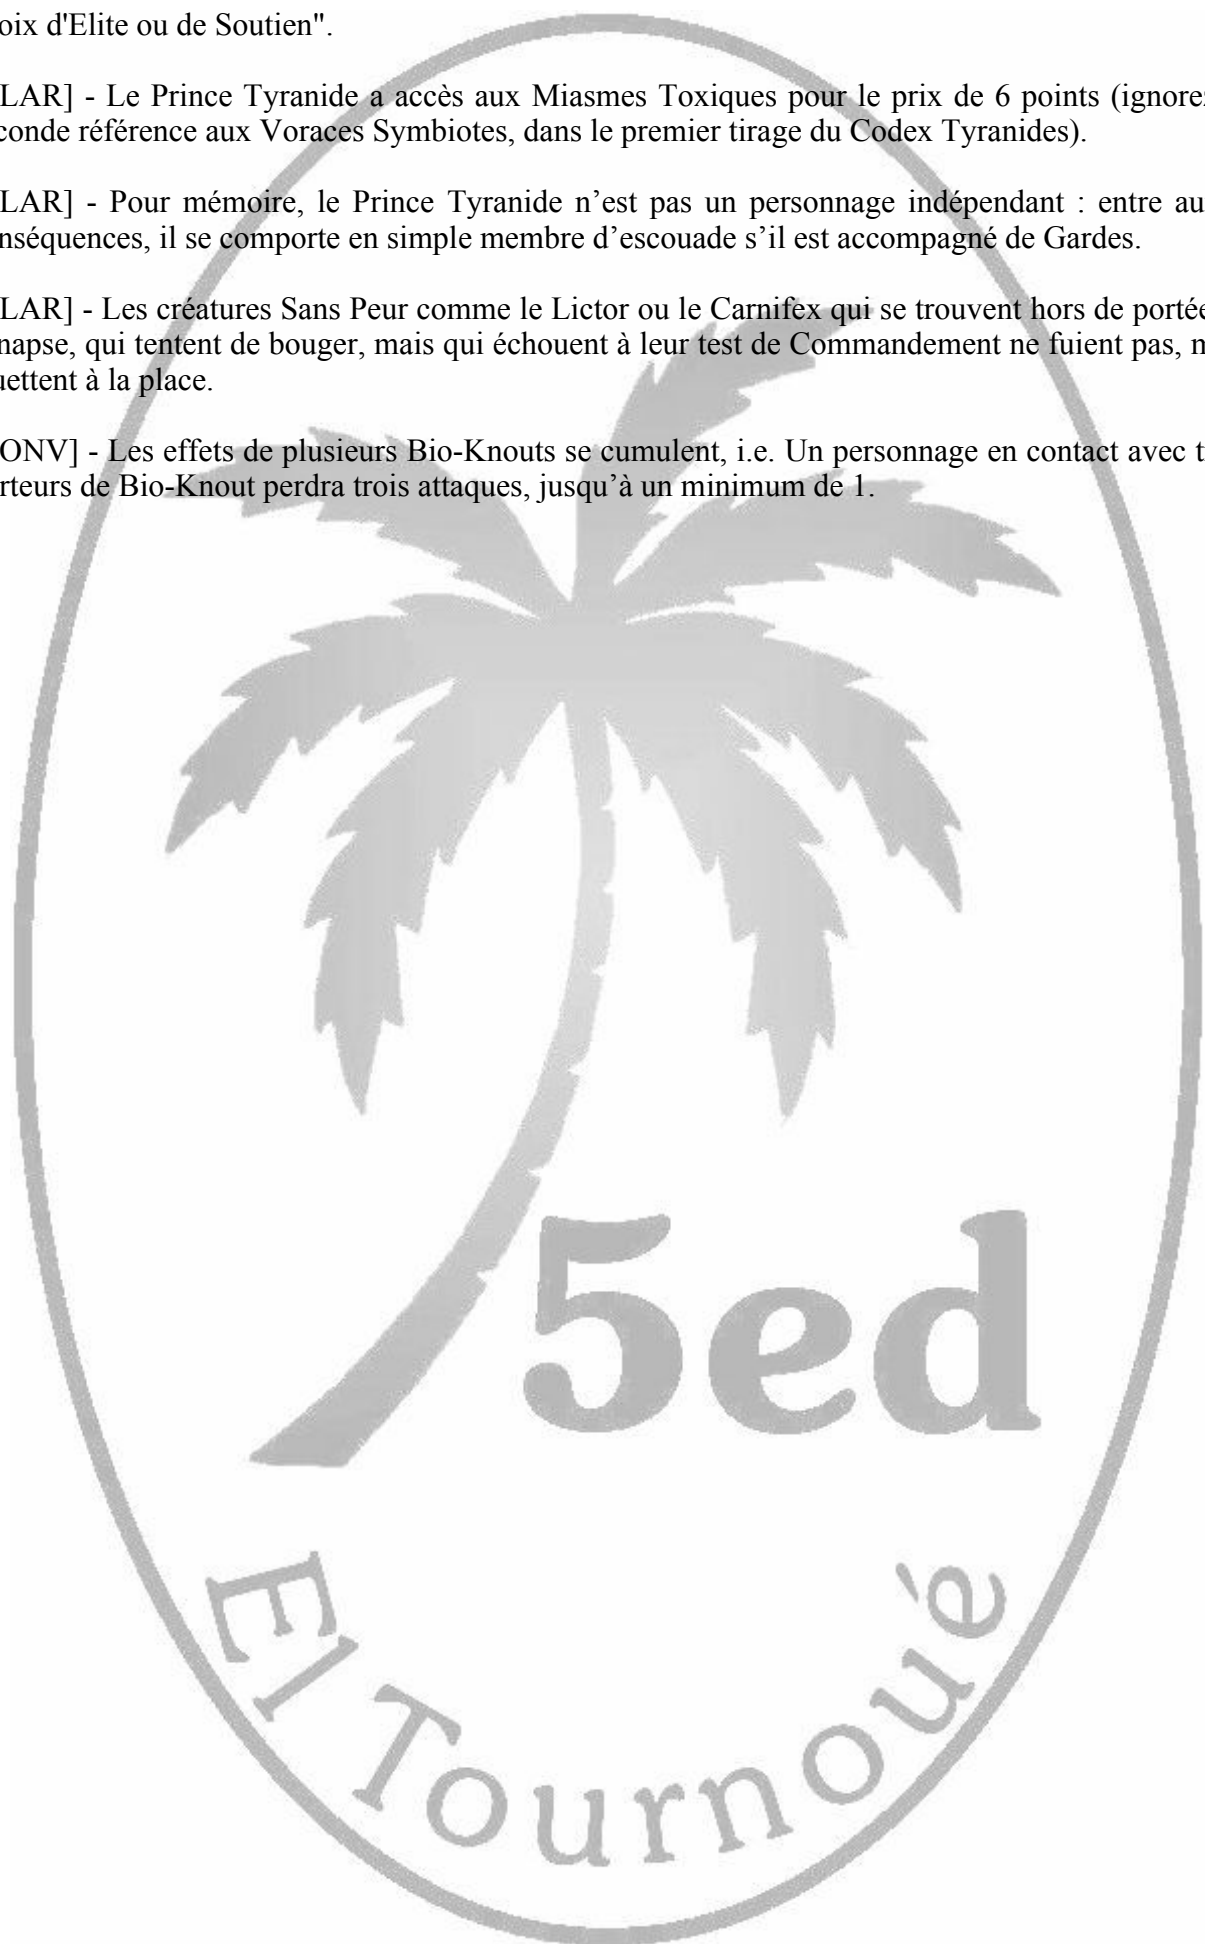 oix d'Elite ou de Soutien".
LAR] - Le Prince Tyranide a accès aux Miasmes Toxiques pour le prix de 6 points (ignorez
conde référence aux Voraces Symbiotes, dans le premier tirage du Codex Tyranides).
LAR] - Pour mémoire, le Prince Tyranide n’est pas un personnage indépendant : entre au
nséquences, il se comporte en simple membre d’escouade s’il est accompagné de Gardes.
LAR] - Les créatures Sans Peur comme le Lictor ou le Carnifex qui se trouvent hors de portée
napse, qui tentent de bouger, mais qui échouent à leur test de Commandement ne fuient pas, m
uettent à la place.
ONV] - Les effets de plusieurs Bio-Knouts se cumulent, i.e. Un personnage en contact avec t
rteurs de Bio-Knout perdra trois attaques, jusqu’à un minimum de 1.
5ed
El Tournoué